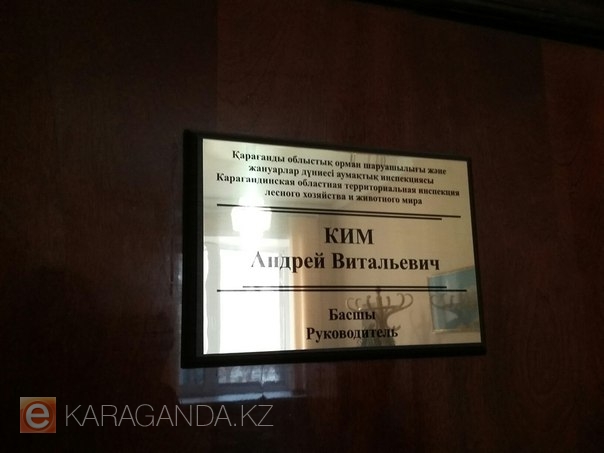 Қарағанды облыстық орман шаруашылығы және
жануарлар дүниесі аумақтық инспекциясы
Карагандинская областная территориальная инспекция
лесного хозяйства и животного мира
КИМ
Андрей Витальевич
Басшы
Руководитель
e KARAGANDA.KZ